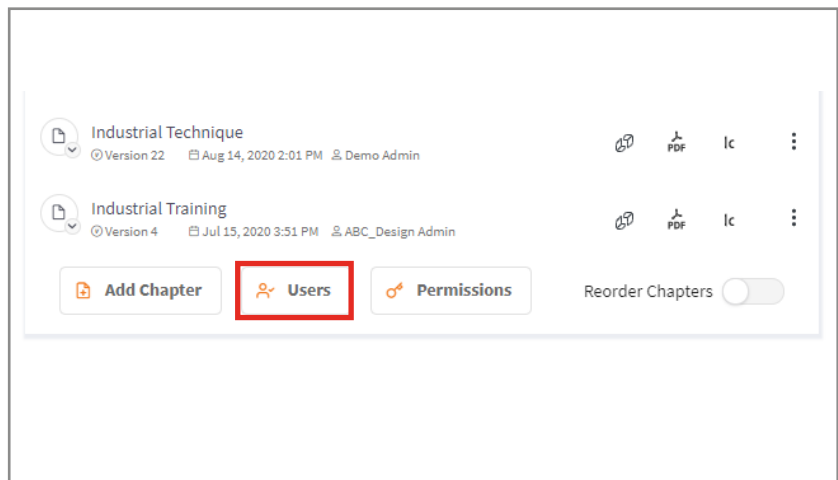 Industrial Technique
Version 22 Aug 14, 2020 2:01 PM Demo Admin
PDF Ic
Industrial Training
Version 4 Jul 15, 2020 3:51 PM ABC_Design Admin
PDF Ic
Add Chapter Users Permissions Reorder Chapters